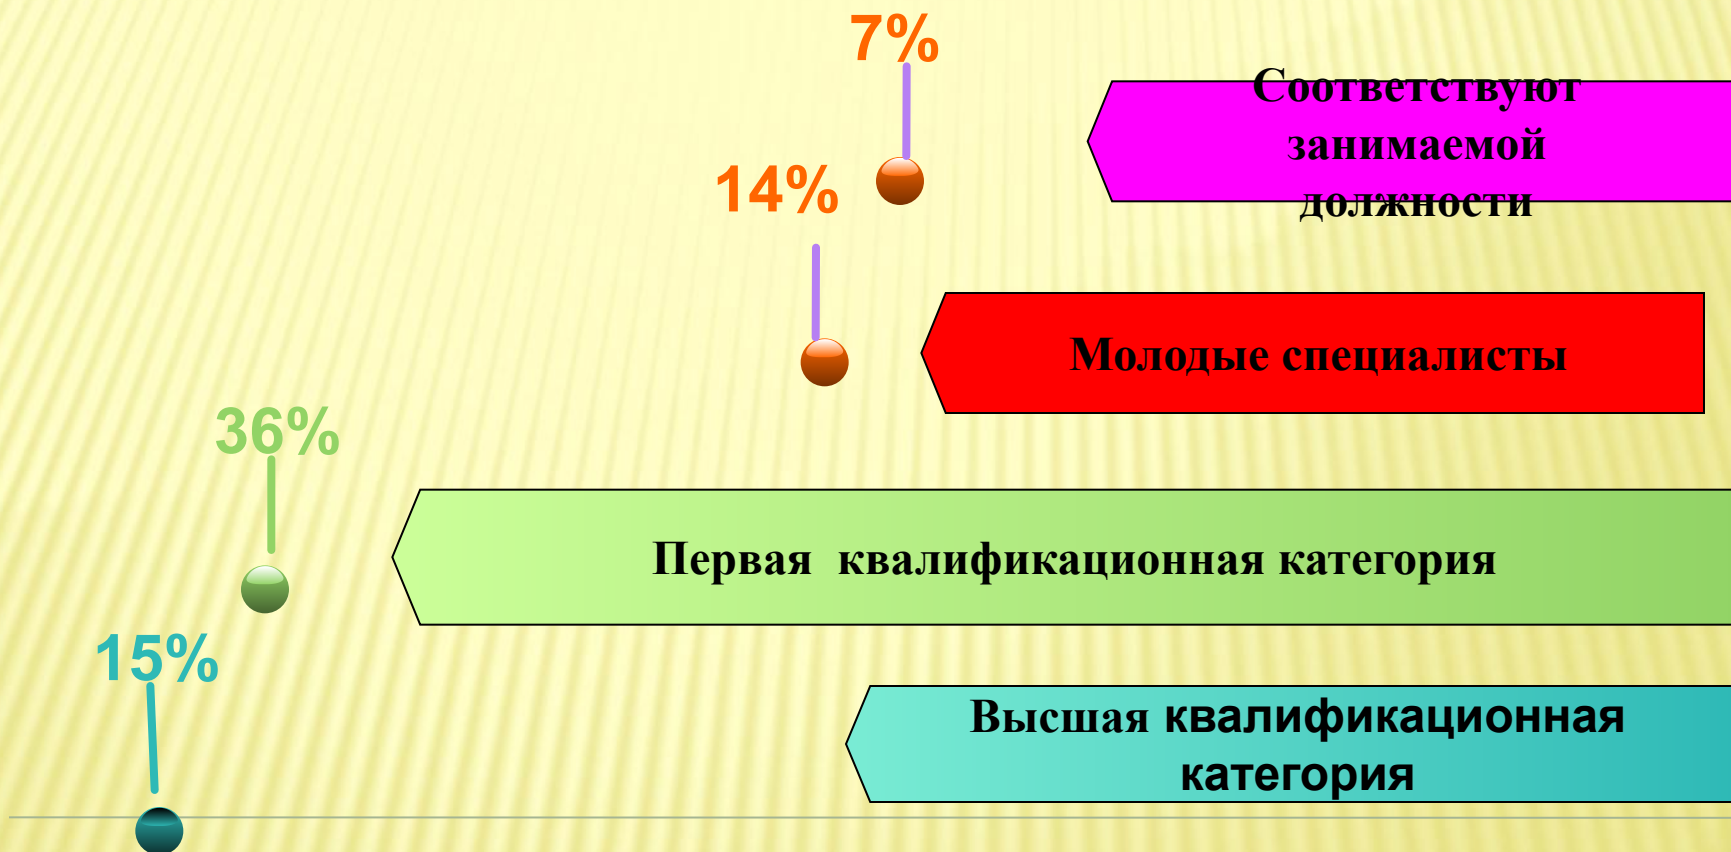 7%
Соответствуют
занимаемой
должности
14%
Молодые специалисты
36%
Первая квалификационная категория
15%
Высшая квалификационная
категория